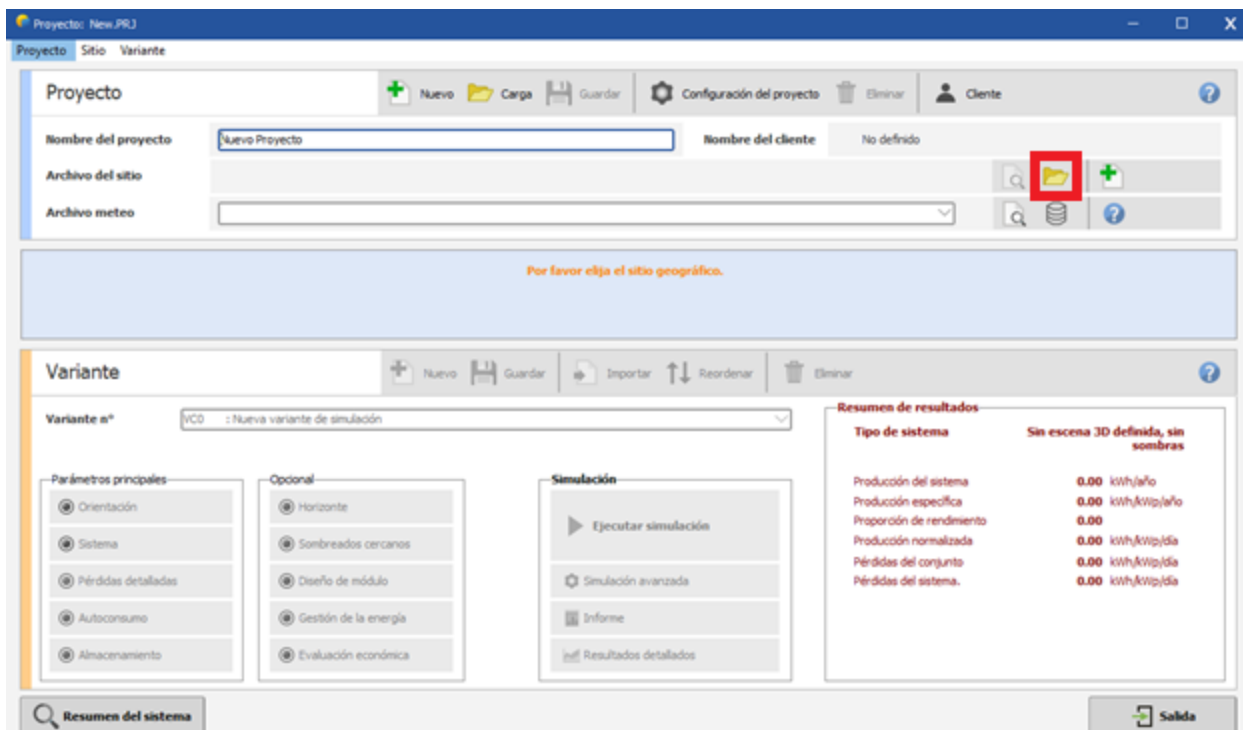 Proyecto: New.PRJ
Proyecto Sitio Variante
Proyecto
Nuevo Carga Guardar Configuración del proyecto Eliminar Cliente
Nombre del proyecto Nuevo Proyecto Nombre del cliente No definido
Archivo del sitio
Archivo meteo
Por favor elija el sitio geográfico.
Variante
Nuevo Guardar Importar Reordenar Eliminar
Variante n° VC0 : Nueva variante de simulación
Parámetros principales
Orientación
Sistema
Pérdidas detalladas
Autoconsumo
Almacenamiento
Opcional
Horizonte
Sombreados cercanos
Diseño de módulo
Gestión de la energía
Evaluación económica
Simulación
Ejecutar simulación
Simulación avanzada
Informe
Resultados detallados
Resumen de resultados
Tipo de sistema Sin escena 3D definida, sin
sombras
Producción del sistema 0.00 kWh/año
Producción específica 0.00 kWh/kWp/año
Proporción de rendimiento 0.00
Producción normalizada 0.00 kWh/kWp/día
Pérdidas del conjunto 0.00 kWh/kWp/día
Pérdidas del sistema. 0.00 kWh/kWp/día
Resumen del sistema
Salida